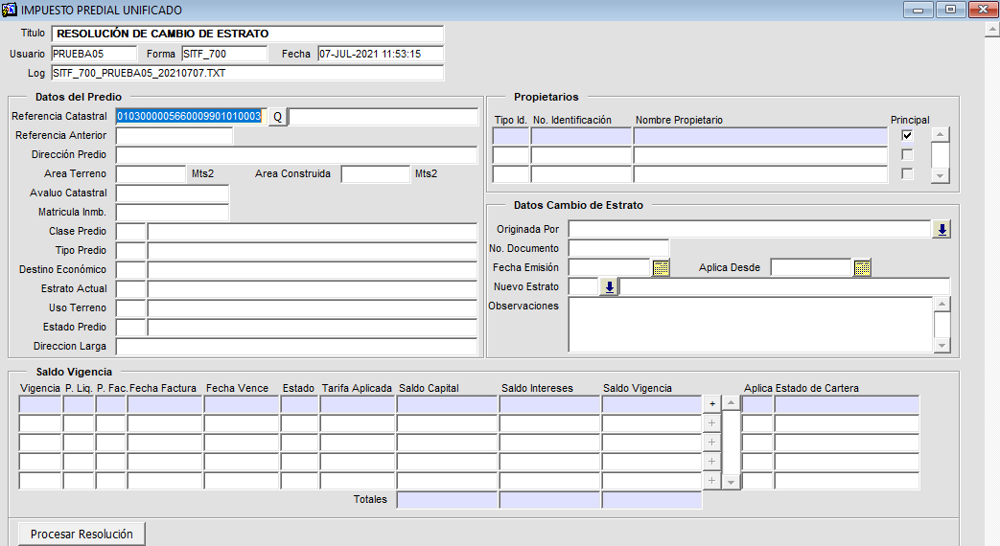 IMPUESTO PREDIAL UNIFICADO
Titulo RESOLUCIÓN DE CAMBIO DE ESTRATO
Usuario PRUEBA05 Forma SITF_700 Fecha 07-JUL-2021 11:53:15
Log SITF_700_PRUEBA05_20210707.TXT
Datos del Predio
Referencia Catastral 0103000005660009901010003 Q
Referencia Anterior
Dirección Predio
Area Terreno Mts2 Area Construida Mts2
Avaluo Catastral
Matricula Inmb.
Clase Predio
Tipo Predio
Destino Económico
Estrato Actual
Uso Terreno
Estado Predio
Direccion Larga
Propietarios
Tipo Id. No. Identificación Nombre Propietario Principal
Datos Cambio de Estrato
Originada Por
No. Documento
Fecha Emisión Aplica Desde
Nuevo Estrato
Observaciones
Saldo Vigencia
Vigencia P. Liq. P. Fac. Fecha Factura Fecha Vence Estado Tarifa Aplicada Saldo Capital Saldo Intereses Saldo Vigencia Aplica Estado de Cartera
+
+
+
+
+
Totales
Procesar Resolución